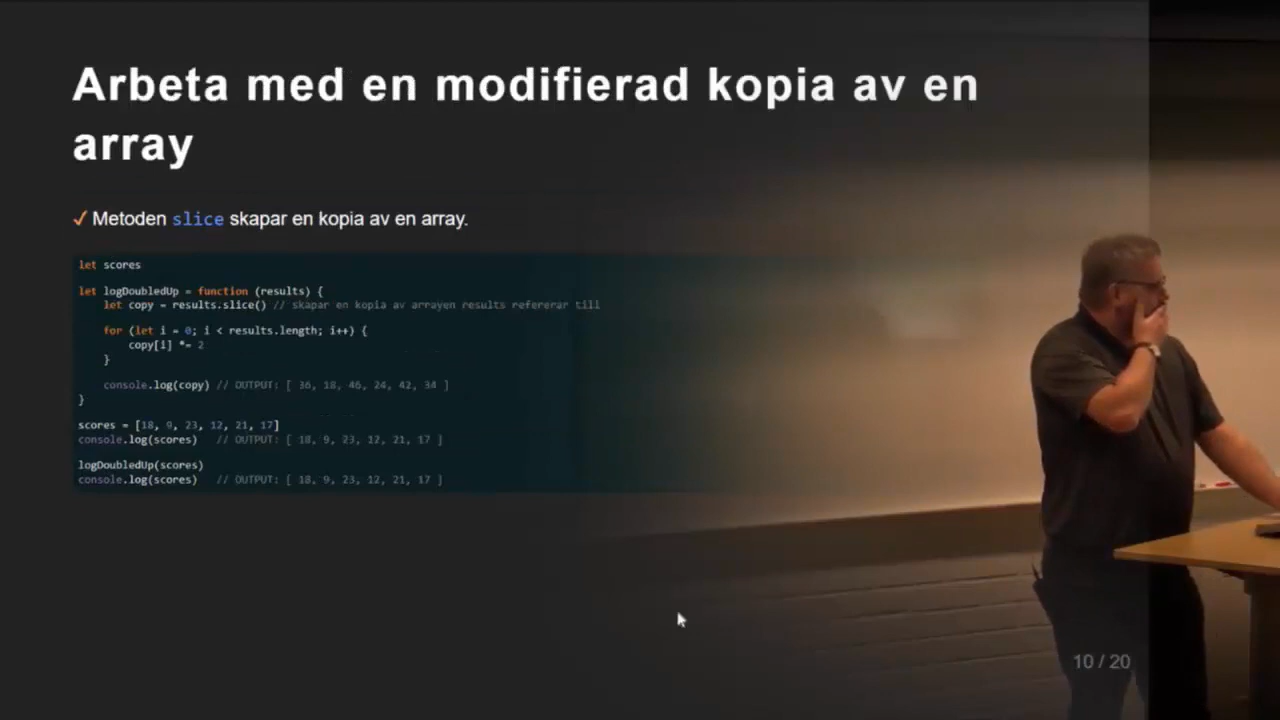 Arbeta med en modifierad kopia av en
array
✓ Metoden slice skapar en kopia av en array.
let scores
let logDoubledUp = function (results) {
let copy = results.slice() // skapar en kopia av arrayen results refererar till
for (let i = 0; i < results.length; i++) {
copy[i] *= 2
}
console.log(copy) // OUTPUT: [ 36, 18, 46, 24, 42, 34 ]
}
scores = [18, 9, 23, 12, 21, 17]
console.log(scores) // OUTPUT: [ 18, 9, 23, 12, 21, 17 ]
logDoubledUp(scores)
console.log(scores) // OUTPUT: [ 18, 9, 23, 12, 21, 17 ]
10 / 20